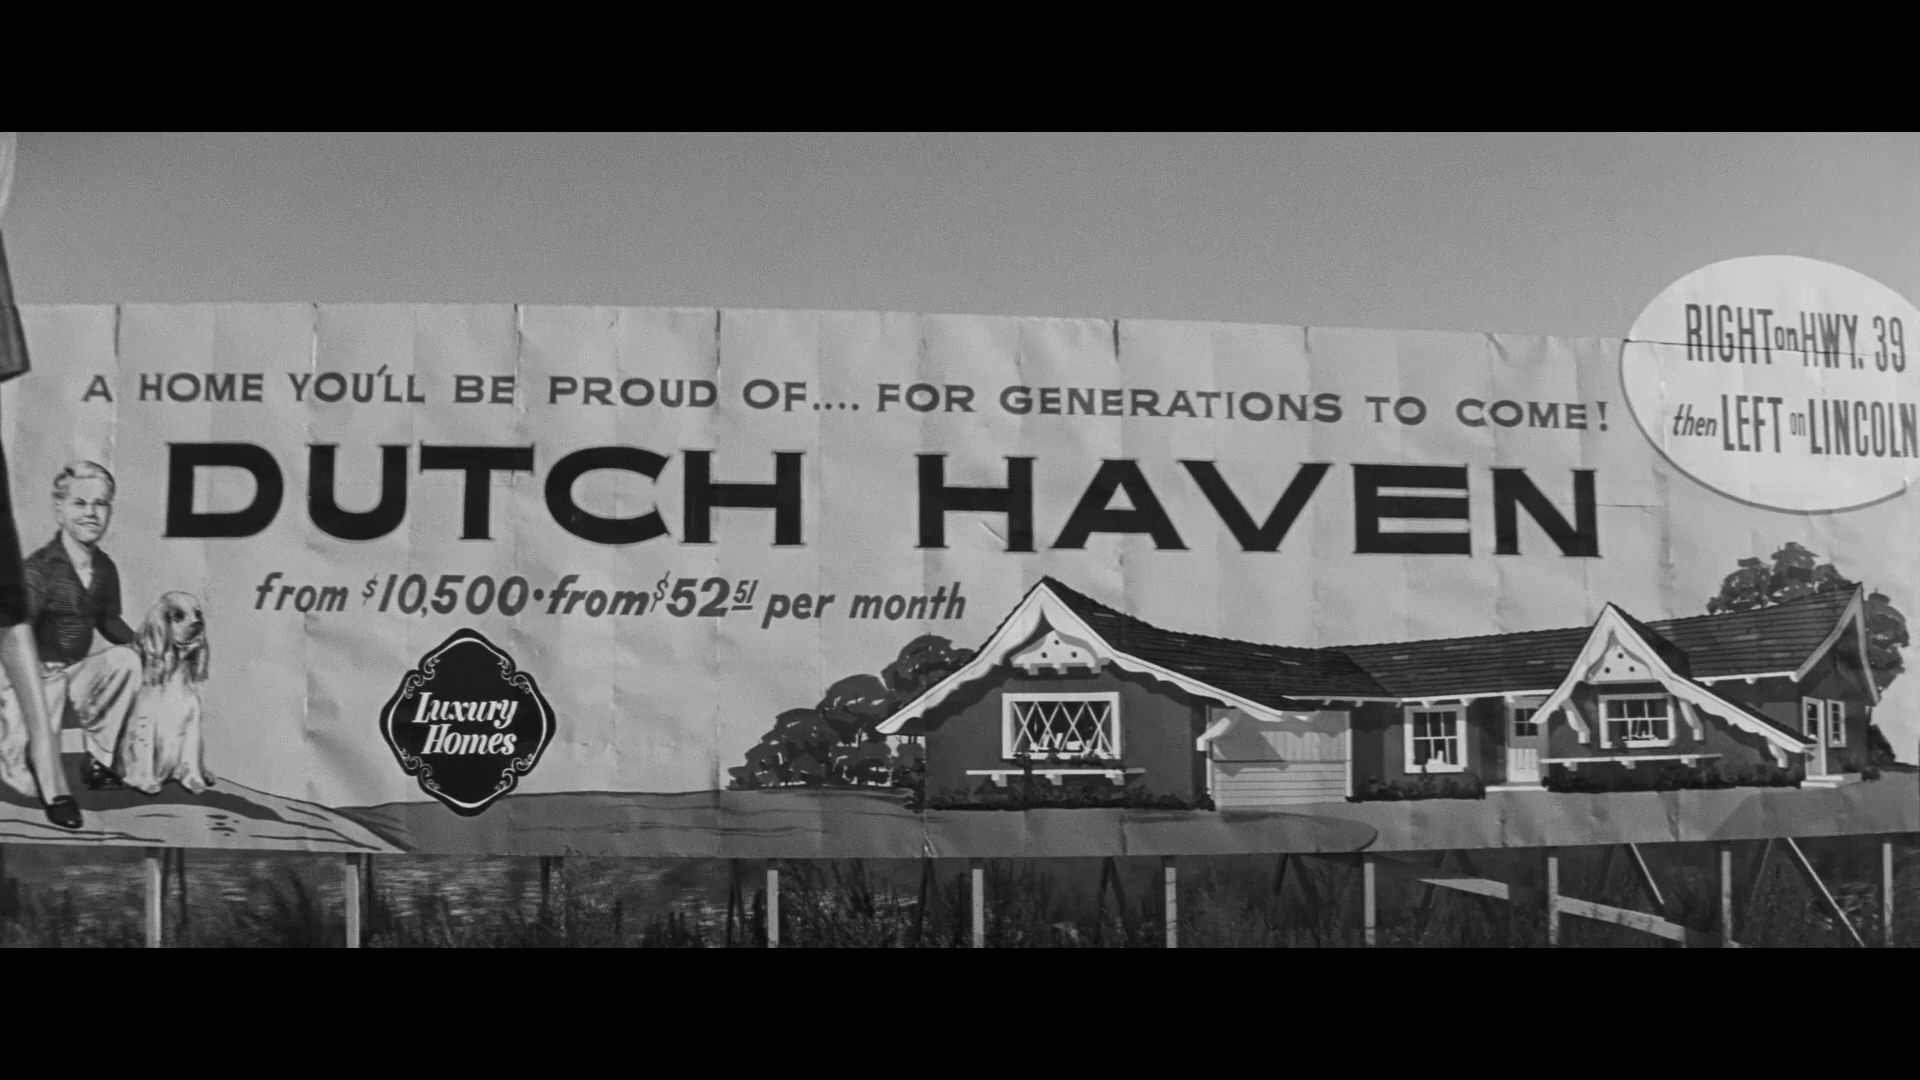 A HOME YOU'LL BE PROUD OF.... FOR GENERATIONS TO COME!
DUTCH HAVEN
from $10,500 • from $52 51 per month
Luxury
Homes
RIGHT on HWY. 39
then LEFT on LINCOLN